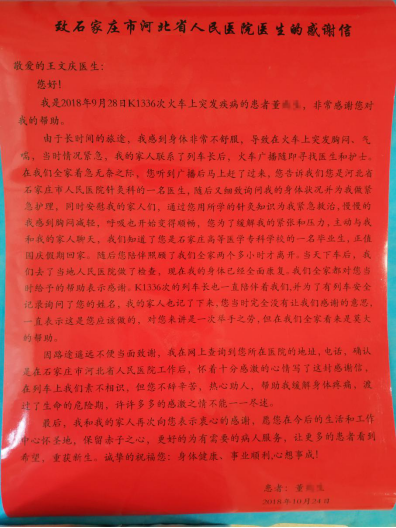 致石家庄市河北省人民医院医生的感谢信
敬爱的王文庆医生：
您好！
我是2018年9月28日K1336次火车上突发疾病的患者董 生，非常感谢您对
我的帮助。
由于长时间的旅途，我感到身体非常不舒服，导致在火车上突发胸闷、气
喘，当时情况紧急，我的家人联系了列车长后，火车广播随即寻找医生和护士。
在我们全家看急无奈之际，您听到广播后马上赶了过来，您告诉我们您是河北省
石家庄市人民医院针灸科的一名医生，随后又细致询问我的身体状况并为我做紧
急护理，同时安慰我的家人们，通过您用所学的针灸知识为我紧急救治，慢慢的
我感到胸闷减轻，呼吸也开始觉得顺畅，您为了缓解我的紧张和压力，主动与我
和我的家人聊天，我们知道了您是石家庄高等医学专科学校的一名毕业生，正值
国庆假期回家。随后您陪伴照顾了我们全家两个多小时才离开，当天下车后，我
们去了当地人民医院做了检查，现在我的身体已经全面康复。我们全家都对您当
时给予的帮助表示感谢。K1336次的列车长也一直陪伴着我们，并为了有列车安全
记录询问了您的姓名，我的家人也记了下来，您当时完全没有让我们感谢的意思，
一直表示这是您应该做的，对您来讲是一次举手之劳，但在我们全家看来是莫大
的帮助。
因路途遥远不便当面致谢，我在网上查询到您所在医院的地址，电话，确认
是在石家庄市河北省人民医院工作后，怀着十分感激的心情写了这封感谢信，
在列车上我们素不相识，但您不辞辛苦，热心助人，帮助我缓解身体疼痛，渡
过了生命的危险期，许许多多的感激之情不能一一尽述。
最后，我和我的家人再次向您表示衷心的感谢，愿您在今后的生活和工作
中心怀圣地，保留赤子之心，更好的为有需要的病人服务，让更多的患者看到
希望，重获新生。诚挚的祝福您：身体健康、事业顺利，心想事成！
患者：董 生
2018年10月24日